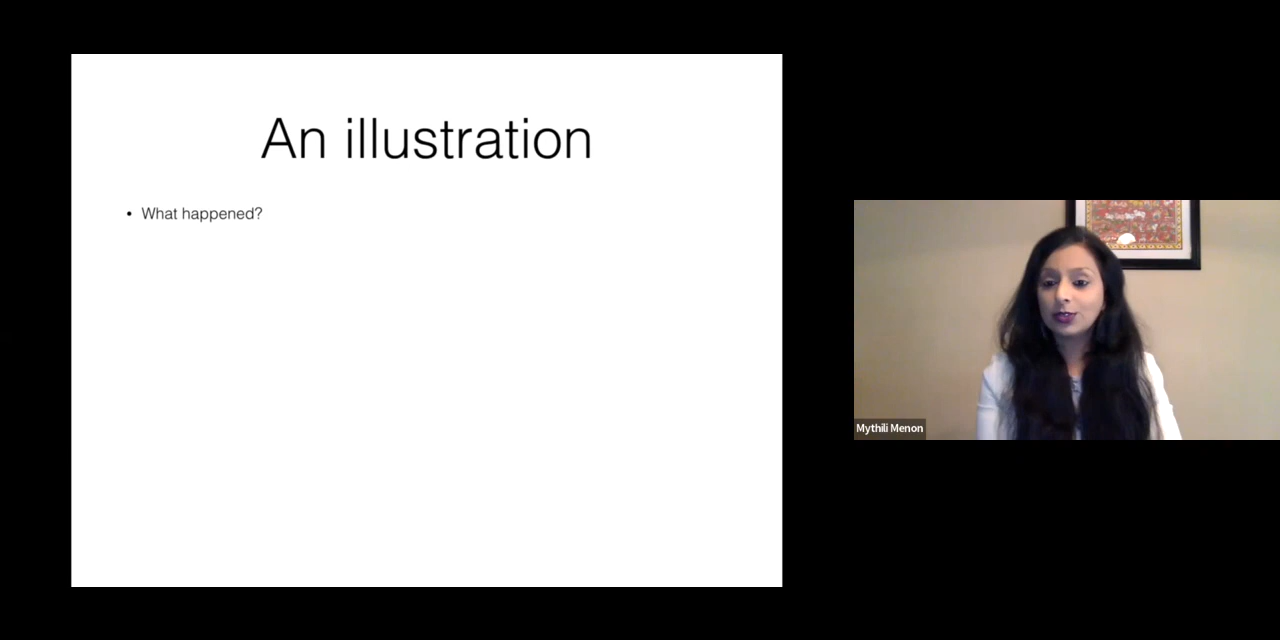 An illustration
• What happened?
Mythili Menon